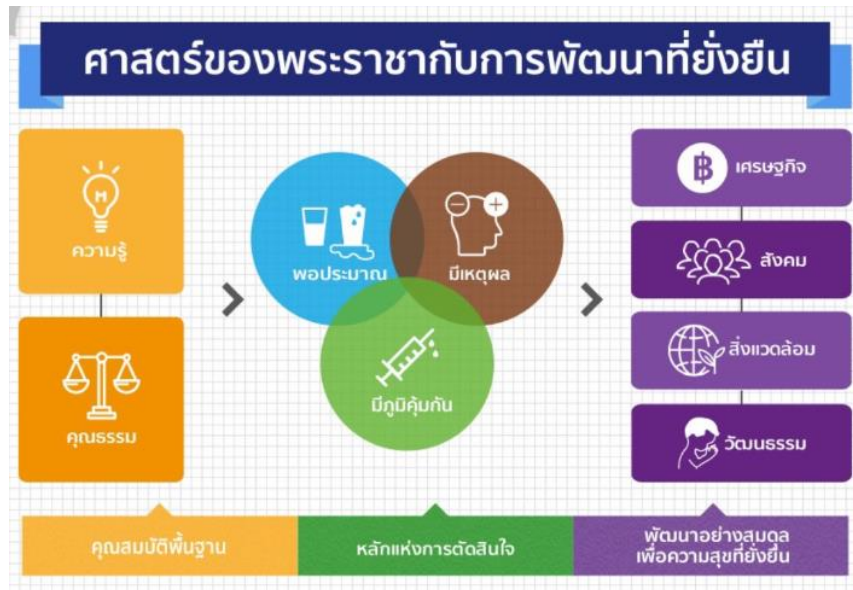 ศาสตร์ของพระราชากับการพัฒนาที่ยั่งยืน
ความรู้
คุณธรรม
พอประมาณ
มีเหตุผล
มีภูมิคุ้มกัน
฿ เศรษฐกิจ
สังคม
สิ่งแวดล้อม
วัฒนธรรม
คุณสมบัติพื้นฐาน
หลักแห่งการตัดสินใจ
พัฒนาอย่างสมดุล
เพื่อความสุขที่ยั่งยืน